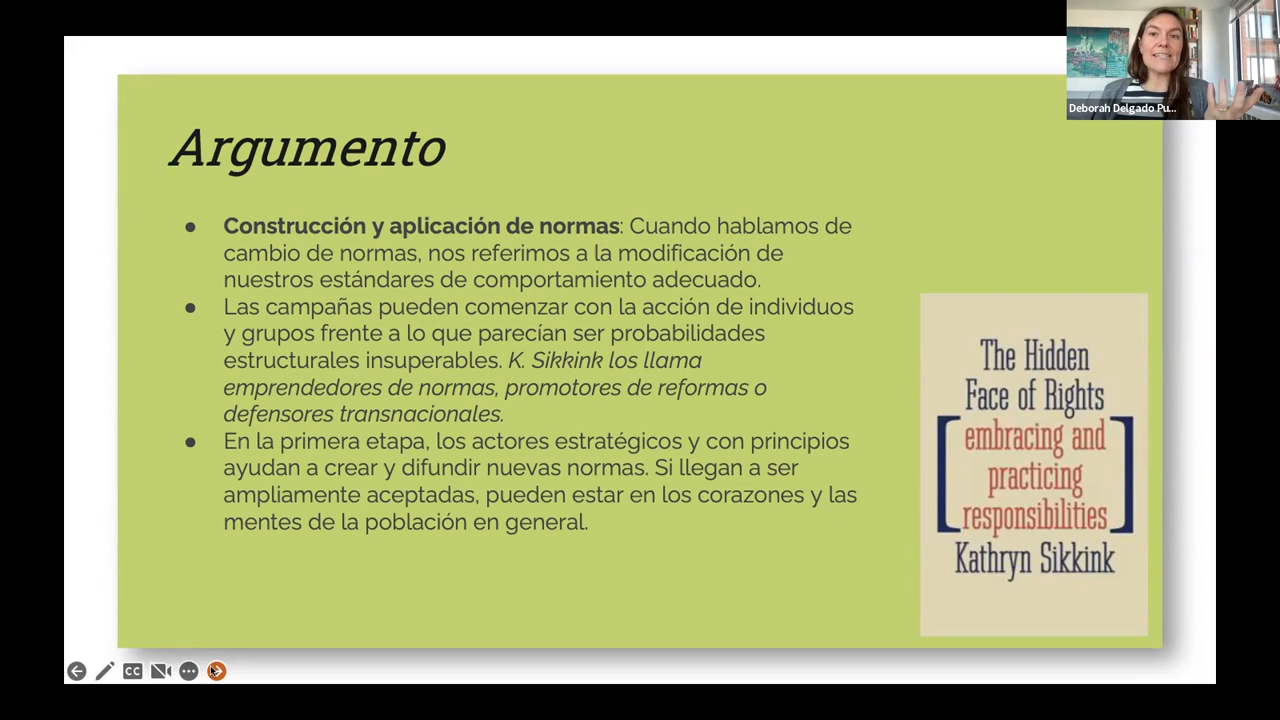 Deborah Delgado Pu...
Argumento
● Construcción y aplicación de normas: Cuando hablamos de
cambio de normas, nos referimos a la modificación de
nuestros estándares de comportamiento adecuado.
● Las campañas pueden comenzar con la acción de individuos
y grupos frente a lo que parecían ser probabilidades
estructurales insuperables. K. Sikkink los llama
emprendedores de normas, promotores de reformas o
defensores transnacionales.
● En la primera etapa, los actores estratégicos y con principios
ayudan a crear y difundir nuevas normas. Si llegan a ser
ampliamente aceptadas, pueden estar en los corazones y las
mentes de la población en general.
The Hidden
Face of Rights
[embracing and
practicing
responsibilities]
Kathryn Sikkink
CC